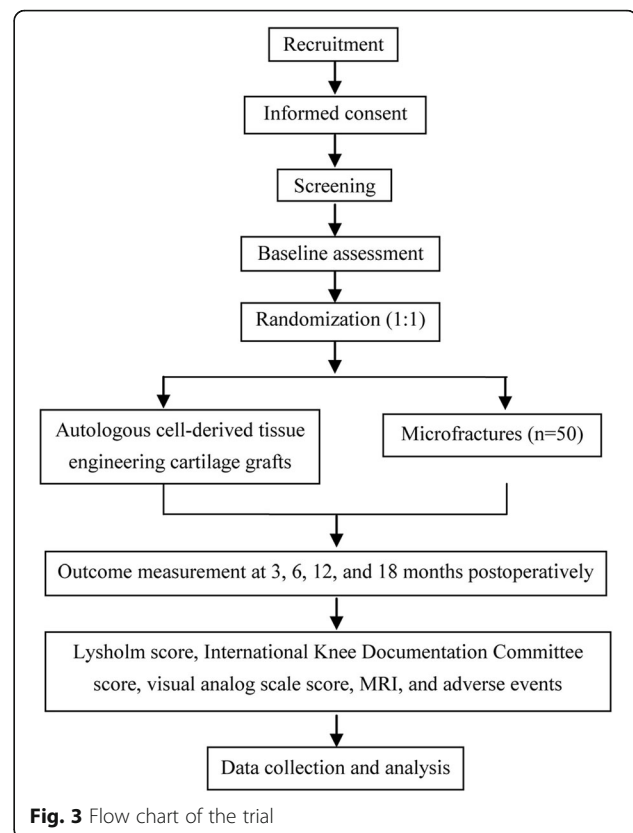 Recruitment
Informed consent
Screening
Baseline assessment
Randomization (1:1)
Autologous cell-derived tissue
engineering cartilage grafts
Microfractures (n=50)
Outcome measurement at 3, 6, 12, and 18 months postoperatively
Lysholm score, International Knee Documentation Committee
score, visual analog scale score, MRI, and adverse events
Data collection and analysis
Fig. 3 Flow chart of the trial